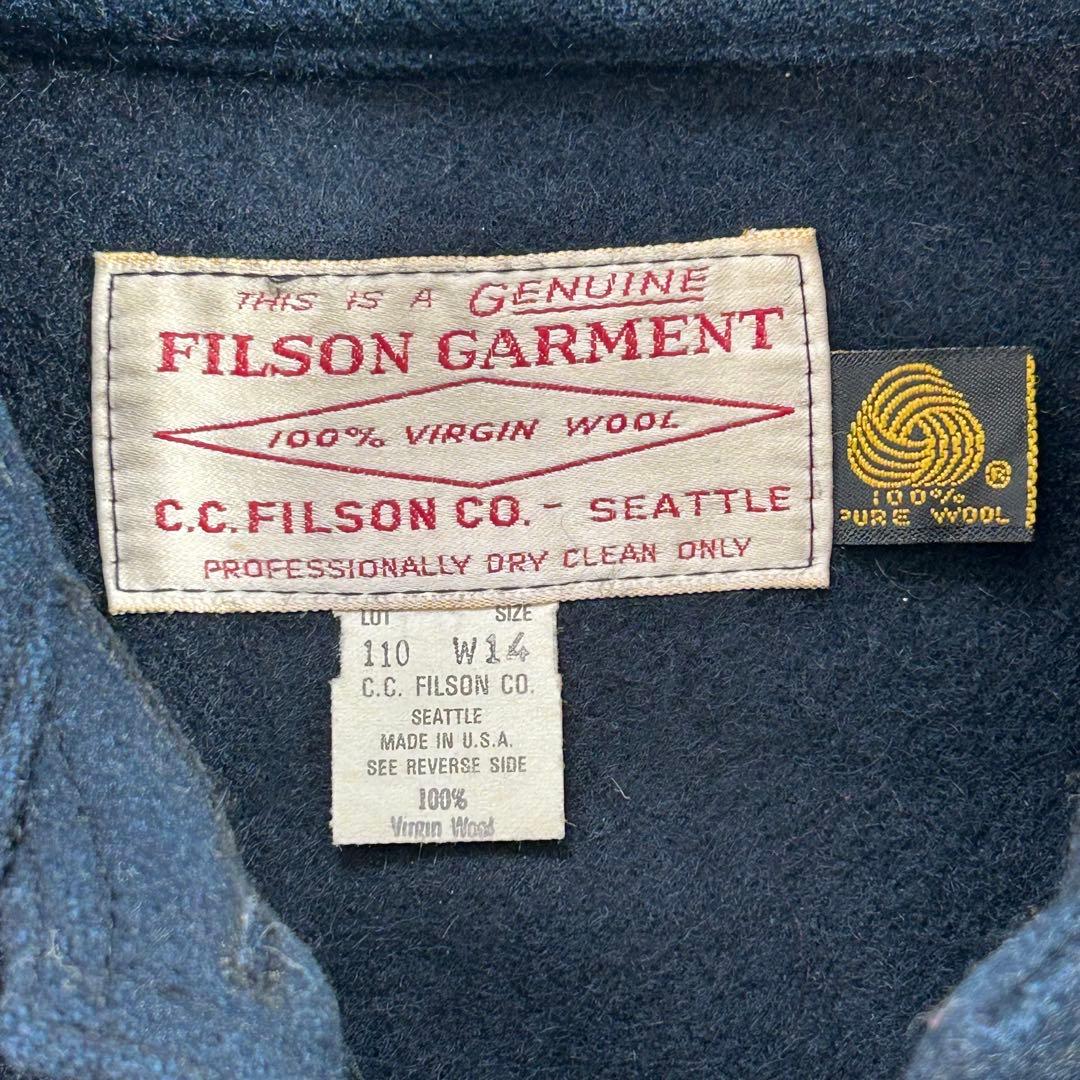 THIS IS A GENUINE
FILSON GARMENT
100% VIRGIN WOOL
C.C. FILSON CO. - SEATTLE
PROFESSIONALLY DRY CLEAN ONLY
100%
PURE WOOL
®
LOT SIZE
110 W14
C.C. FILSON CO.
SEATTLE
MADE IN U.S.A.
SEE REVERSE SIDE
100%
Virgin Wool